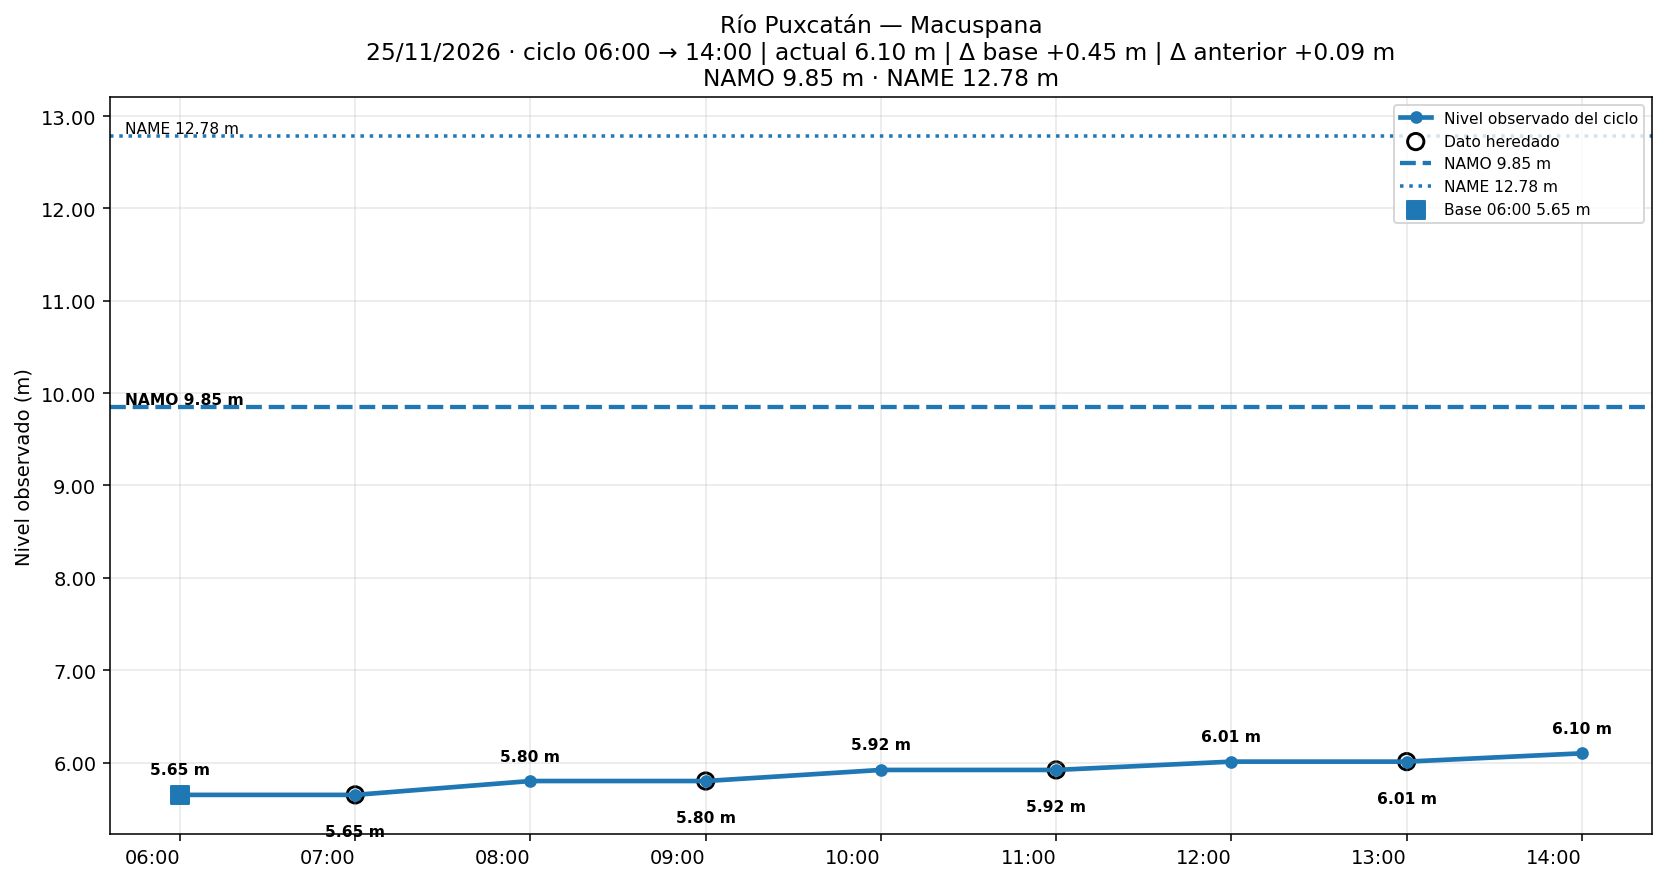 Río Puxcatán — Macuspana
25/11/2026 · ciclo 06:00 → 14:00 | actual 6.10 m | Δ base +0.45 m | Δ anterior +0.09 m
NAMO 9.85 m · NAME 12.78 m
Nivel observado (m)
13.00
12.00
11.00
10.00
9.00
8.00
7.00
6.00
NAME 12.78 m
NAMO 9.85 m
Nivel observado del ciclo
Dato heredado
NAMO 9.85 m
NAME 12.78 m
Base 06:00 5.65 m
5.65 m
5.65 m
5.80 m
5.80 m
5.92 m
5.92 m
6.01 m
6.01 m
6.10 m
06:00
07:00
08:00
09:00
10:00
11:00
12:00
13:00
14:00